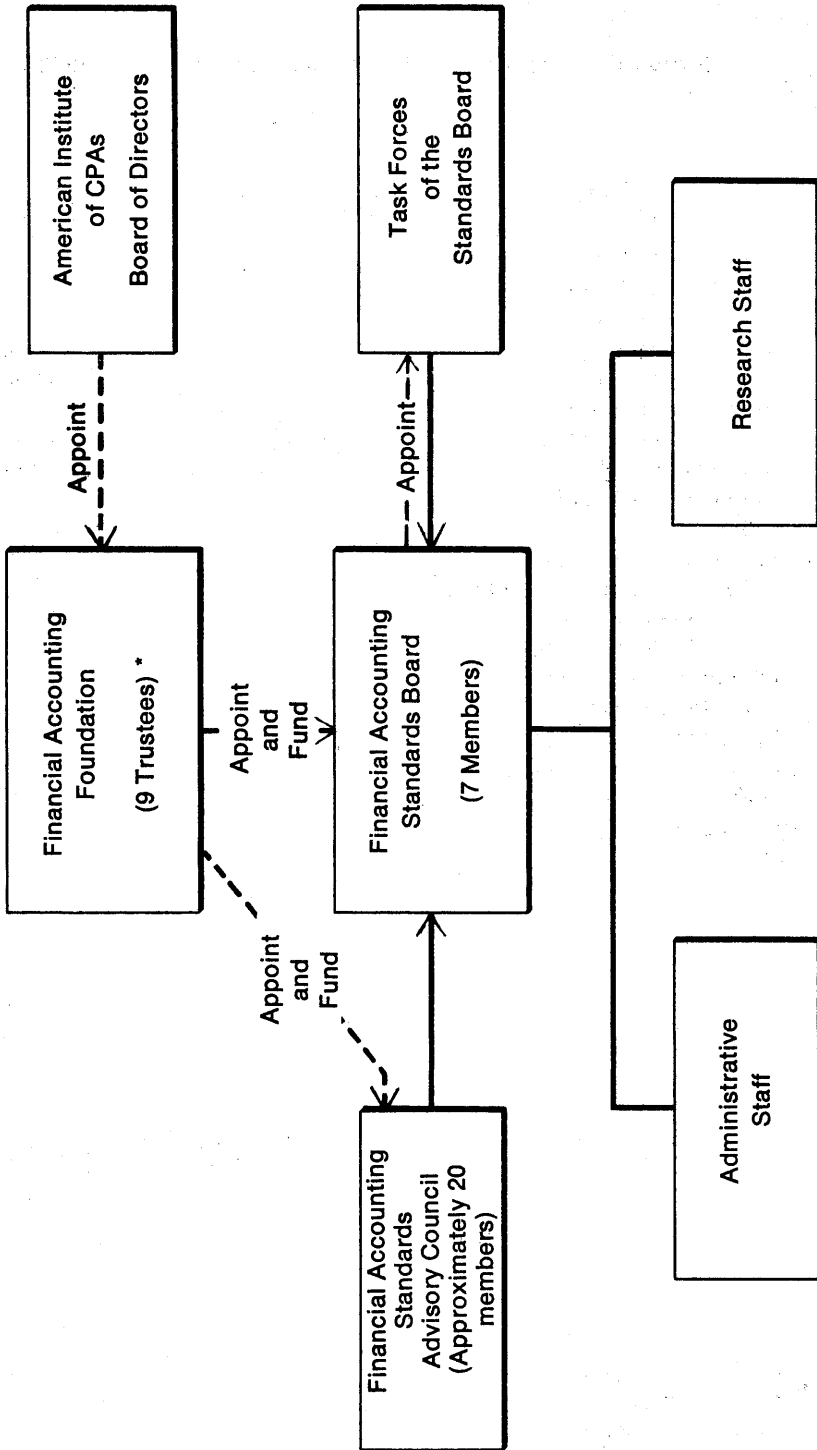 American Institute
of CPAs
Board of Directors
Appoint
Financial Accounting
Foundation
(9 Trustees) *
Appoint
and
Fund
Appoint
and
Fund
Financial Accounting
Standards
Advisory Council
(Approximately 20
members)
Financial Accounting
Standards Board
(7 Members)
Appoint
Task Forces
of the
Standards Board
Administrative
Staff
Research Staff